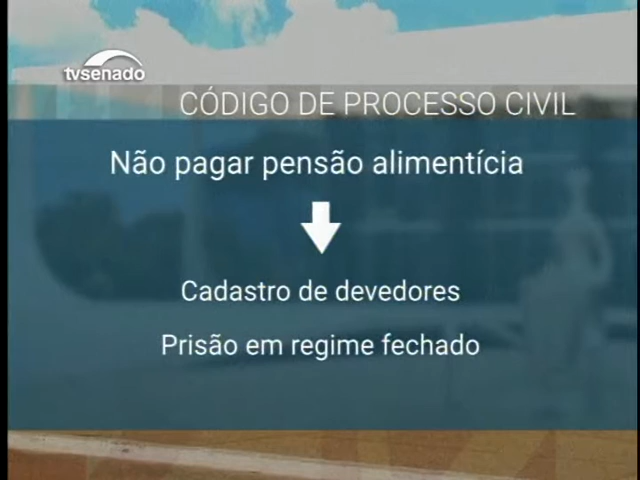 tvsenado
CÓDIGO DE PROCESSO CIVIL
Não pagar pensão alimentícia
Cadastro de devedores
Prisão em regime fechado